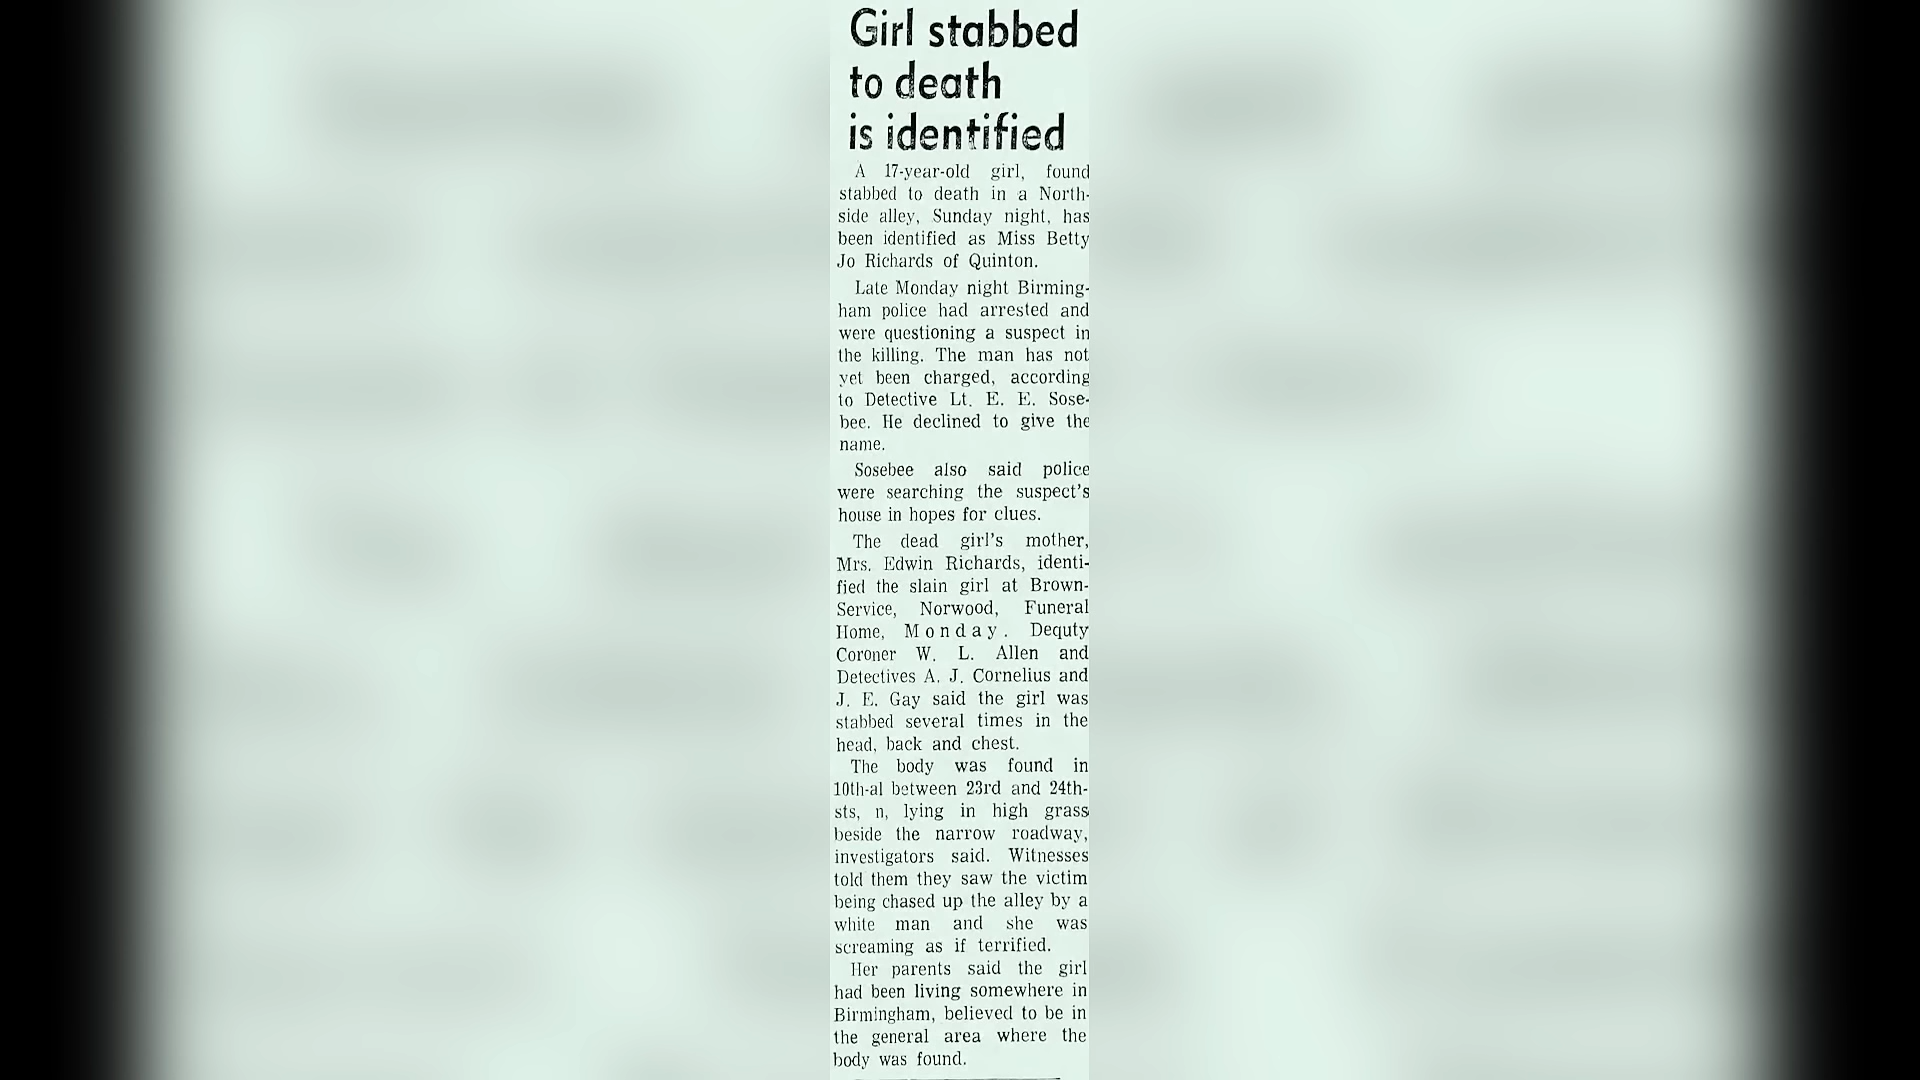 Girl stabbed
to death
is identified
A 17-year-old girl, found
stabbed to death in a North-
side alley, Sunday night, has
been identified as Miss Betty
Jo Richards of Quinton.
Late Monday night Birming-
ham police had arrested and
were questioning a suspect in
the killing. The man has not
yet been charged, according
to Detective Lt. E. E. Sose-
bee. He declined to give the
name.
Sosebee also said police
were searching the suspect's
house in hopes for clues.
The dead girl's mother,
Mrs. Edwin Richards, identi-
fied the slain girl at Brown-
Service, Norwood, Funeral
Home, Monday. Dequty
Coroner W. L. Allen and
Detectives A. J. Cornelius and
J. E. Gay said the girl was
stabbed several times in the
head, back and chest.
The body was found in
10th-al between 23rd and 24th-
sts, n, lying in high grass
beside the narrow roadway,
investigators said. Witnesses
told them they saw the victim
being chased up the alley by a
white man and she was
screaming as if terrified.
Her parents said the girl
had been living somewhere in
Birmingham, believed to be in
the general area where the
body was found.